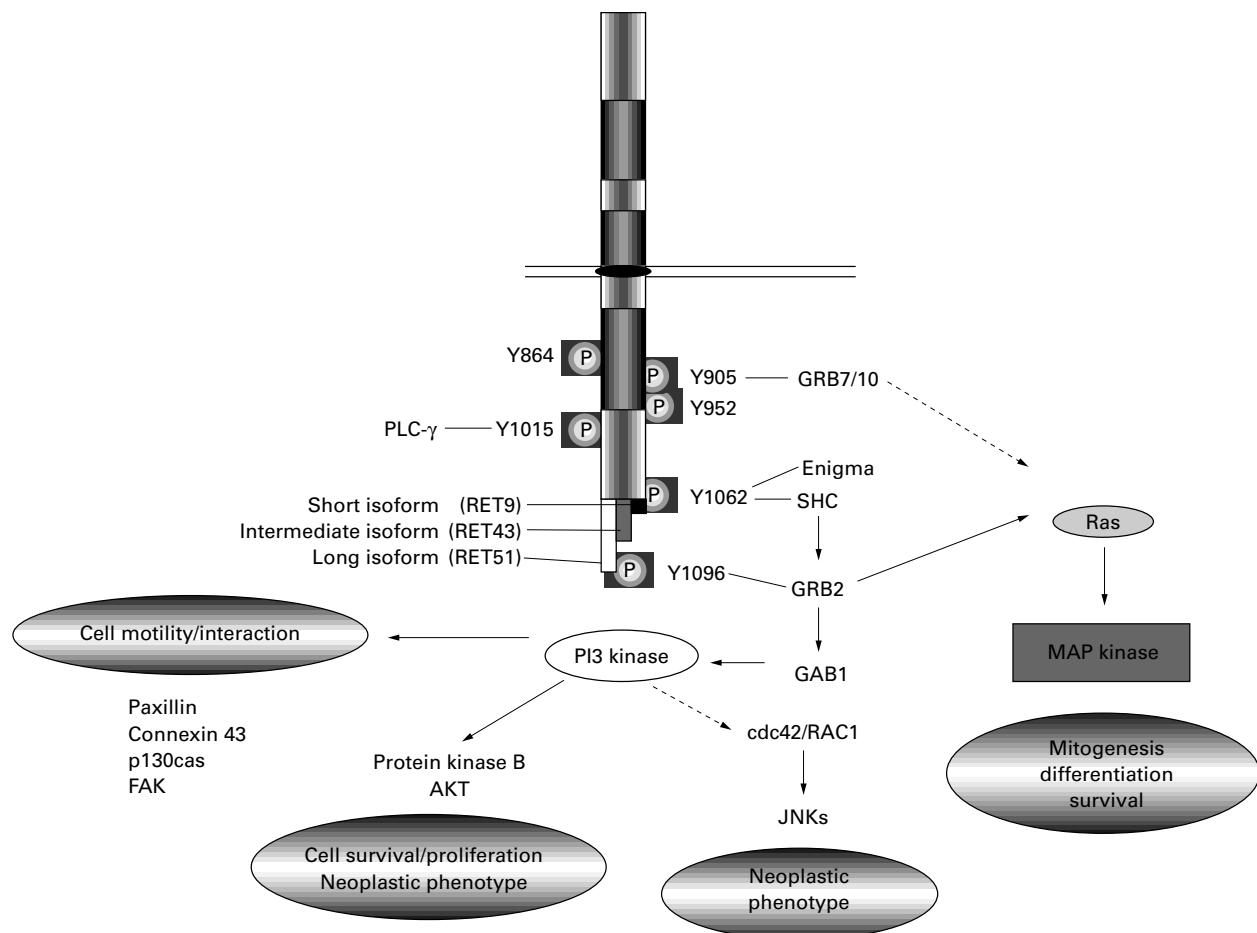 Y864
P
P
Y905
GRB7/10
P
Y952
PLC-γ
Y1015
P
Enigma
P
Y1062
SHC
Short isoform (RET9)
Intermediate isoform (RET43)
Long isoform (RET51)
Ras
P
Y1096
GRB2
Cell motility/interaction
PI3 kinase
GAB1
MAP kinase
Paxillin
Connexin 43
p130cas
FAK
cdc42/RAC1
Protein kinase B
AKT
Mitogenesis
differentiation
survival
JNKs
Cell survival/proliferation
Neoplastic phenotype
Neoplastic
phenotype